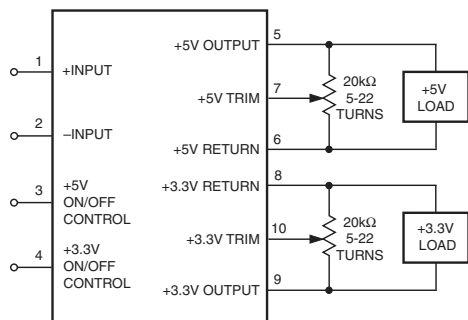 1
+INPUT
2
–INPUT
3
+5V
ON/OFF
CONTROL
4
+3.3V
ON/OFF
CONTROL
+5V OUTPUT
5
+5V TRIM
7
+5V RETURN
6
+3.3V RETURN
8
+3.3V TRIM
10
+3.3V OUTPUT
9
20kΩ
5-22
TURNS
+5V
LOAD
20kΩ
5-22
TURNS
+3.3V
LOAD